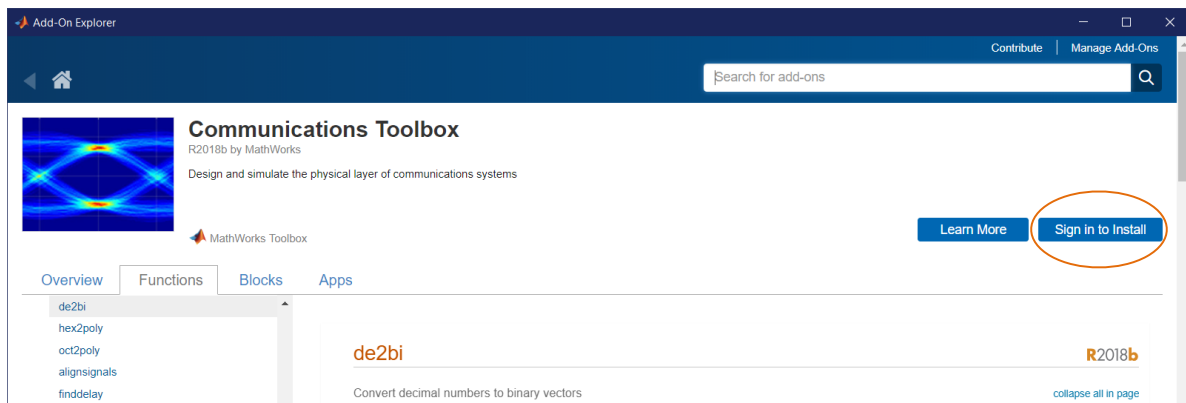 Add-On Explorer
Contribute Manage Add-Ons
Search for add-ons
Communications Toolbox
R2018b by MathWorks
Design and simulate the physical layer of communications systems
MathWorks Toolbox
Learn More Sign in to Install
Overview Functions Blocks Apps
de2bi
hex2poly
oct2poly
alignsignals
finddelay
de2bi R2018b
Convert decimal numbers to binary vectors collapse all in page